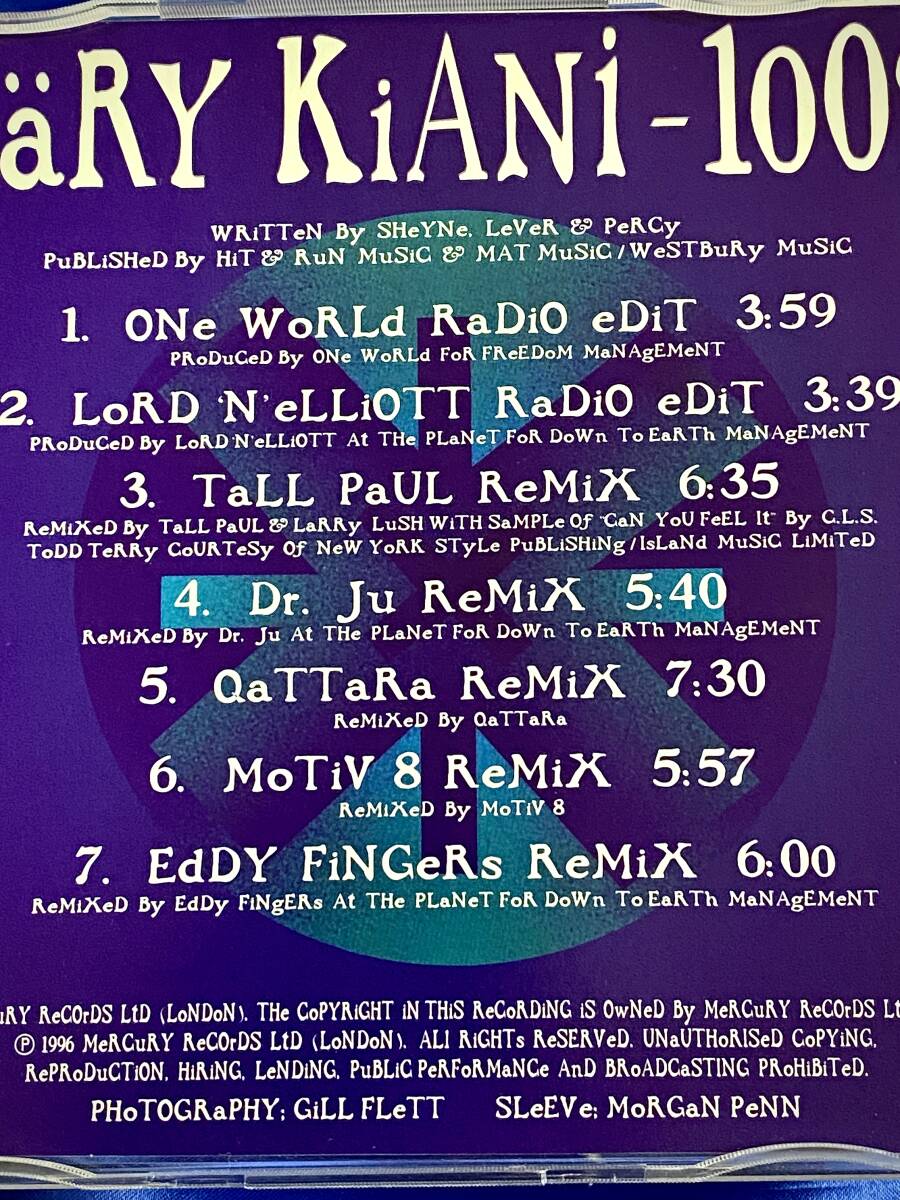 äRY KiANi - 100
WRiTTeN By SHeYNe, LeVeR & PeRCy
PuBLiSHeD By HiT & RuN MuSiC & MAT MuSiC / WeSTBuRy MuSiC
1. ONe WoRLd RaDiO eDiT 3:59
PRoDuCeD By ONe WoRLd FoR FReEDoM MaNAgEMeNT
2. LoRD 'N' eLLiOTT RaDiO eDiT 3:39
PRoDuCeD By LoRD 'N' eLLiOTT At THe PLaNeT FoR DoWn To EaRTh MaNAgEMeNT
3. TaLL PaUL ReMiX 6:35
ReMiXeD By TaLL PaUL & LaRRy LuSH WiTH SaMPLe Of "CaN YoU FeEL It" By C.L.S.
ToDD TeRRy CoURTeSy Of NeW YoRK STyLe PuBLiSHiNg / IsLaNd MuSiC LiMiTeD
4. Dr. Ju ReMiX 5:40
ReMiXeD By Dr. Ju At THe PLaNeT FoR DoWn To EaRTh MaNAgEMeNT
5. QaTTaRa ReMiX 7:30
ReMiXeD By QaTTaRa
6. MoTiV 8 ReMiX 5:57
ReMiXeD By MoTiV 8
7. EdDY FiNGeRs ReMiX 6:00
ReMiXeD By EdDy FiNgERs At THe PLaNeT FoR DoWn To EaRTh MaNAgEMeNT
uRY ReCOrDS LtD (LoNDoN). THe CoPYRiGHT iN THiS ReCoRDiNG iS OwNeD By MeRCuRY ReCOrDS Lt
℗ 1996 MeRCuRY ReCOrDS LtD (LoNDoN). ALl RiGHTs ReSERVeD. UNaUTHoRiSeD CoPYiNG,
RePRoDuCTiON, HiRiNG, LeNDiNG, PuBLiC PeRFoRMaNCe AnD BRoADCaSTiNG PRoHiBiTeD.
PHoTOGRaPHY: GiLL FLeTT SLeEVe: MoRGaN PeNN